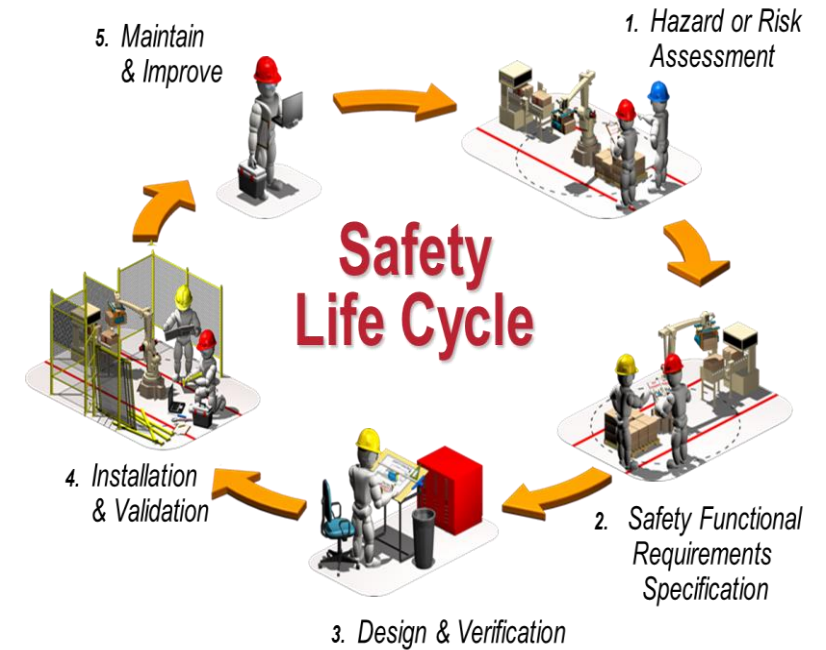 Safety
Life Cycle
1. Hazard or Risk
Assessment
2. Safety Functional
Requirements
Specification
3. Design & Verification
4. Installation
& Validation
5. Maintain
& Improve